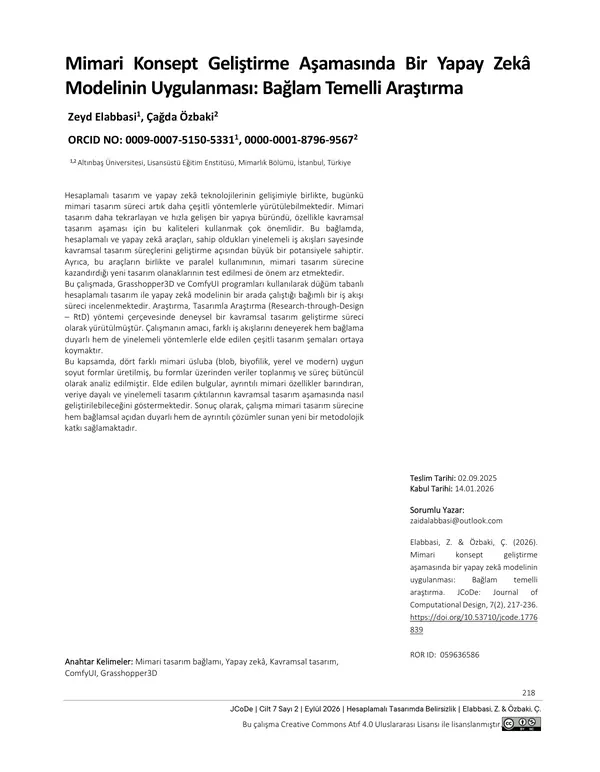 Mimari Konsept Geliştirme Aşamasında Bir Yapay Zekâ
Modelinin Uygulanması: Bağlam Temelli Araştırma
Zeyd Elabbasi1, Çağda Özbaki2
ORCID NO: 0009-0007-5150-53311, 0000-0001-8796-95672
1,2 Altınbaş Üniversitesi, Lisansüstü Eğitim Enstitüsü, Mimarlık Bölümü, İstanbul, Türkiye
Hesaplamalı tasarım ve yapay zekâ teknolojilerinin gelişimiyle birlikte, bugünkü
mimari tasarım süreci artık daha çeşitli yöntemlerle yürütülebilmektedir. Mimari
tasarım daha tekrarlayan ve hızla gelişen bir yapıya büründü, özellikle kavramsal
tasarım aşaması için bu kaliteleri kullanmak çok önemlidir. Bu bağlamda,
hesaplamalı ve yapay zekâ araçları, sahip oldukları yinelemeli iş akışları sayesinde
kavramsal tasarım süreçlerini geliştirme açısından büyük bir potansiyele sahiptir.
Ayrıca, bu araçların birlikte ve paralel kullanımının, mimari tasarım sürecine
kazandırdığı yeni tasarım olanaklarının test edilmesi de önem arz etmektedir.
Bu çalışmada, Grasshopper3D ve ComfyUI programları kullanılarak düğüm tabanlı
hesaplamalı tasarım ile yapay zekâ modelinin bir arada çalıştığı bağımlı bir iş akışı
süreci incelenmektedir. Araştırma, Tasarımla Araştırma (Research-through-Design
– RtD) yöntemi çerçevesinde deneysel bir kavramsal tasarım geliştirme süreci
olarak yürütülmüştür. Çalışmanın amacı, farklı iş akışlarını deneyerek hem bağlama
duyarlı hem de yinelemeli yöntemlerle elde edilen çeşitli tasarım şemaları ortaya
koymaktır.
Bu kapsamda, dört farklı mimari üsluba (blob, biyofilik, yerel ve modern) uygun
soyut formlar üretilmiş, bu formlar üzerinden veriler toplanmış ve süreç bütüncül
olarak analiz edilmiştir. Elde edilen bulgular, ayrıntılı mimari özellikler barındıran,
veriye dayalı ve yinelemeli tasarım çıktılarının kavramsal tasarım aşamasında nasıl
geliştirilebileceğini göstermektedir. Sonuç olarak, çalışma mimari tasarım sürecine
hem bağlamsal açıdan duyarlı hem de ayrıntılı çözümler sunan yeni bir metodolojik
katkı sağlamaktadır.
Teslim Tarihi: 02.09.2025
Kabul Tarihi: 14.01.2026
Sorumlu Yazar:
zaidalabbasi@outlook.com
Elabbasi, Z. & Özbaki, Ç. (2026).
Mimari konsept geliştirme
aşamasında bir yapay zekâ modelinin
uygulanması: Bağlam temelli
araştırma. JCoDe: Journal of
Computational Design, 7(2), 217-236.
https://doi.org/10.53710/jcode.1776
839
ROR ID: 059636586
Anahtar Kelimeler: Mimari tasarım bağlamı, Yapay zekâ, Kavramsal tasarım,
ComfyUI, Grasshopper3D
218
JCoDe | Cilt 7 Sayı 2 | Eylül 2026 | Hesaplamalı Tasarımda Belirsizlik | Elabbasi, Z. & Özbaki, Ç.
Bu çalışma Creative Commons Atıf 4.0 Uluslararası Lisansı ile lisanslanmıştır.